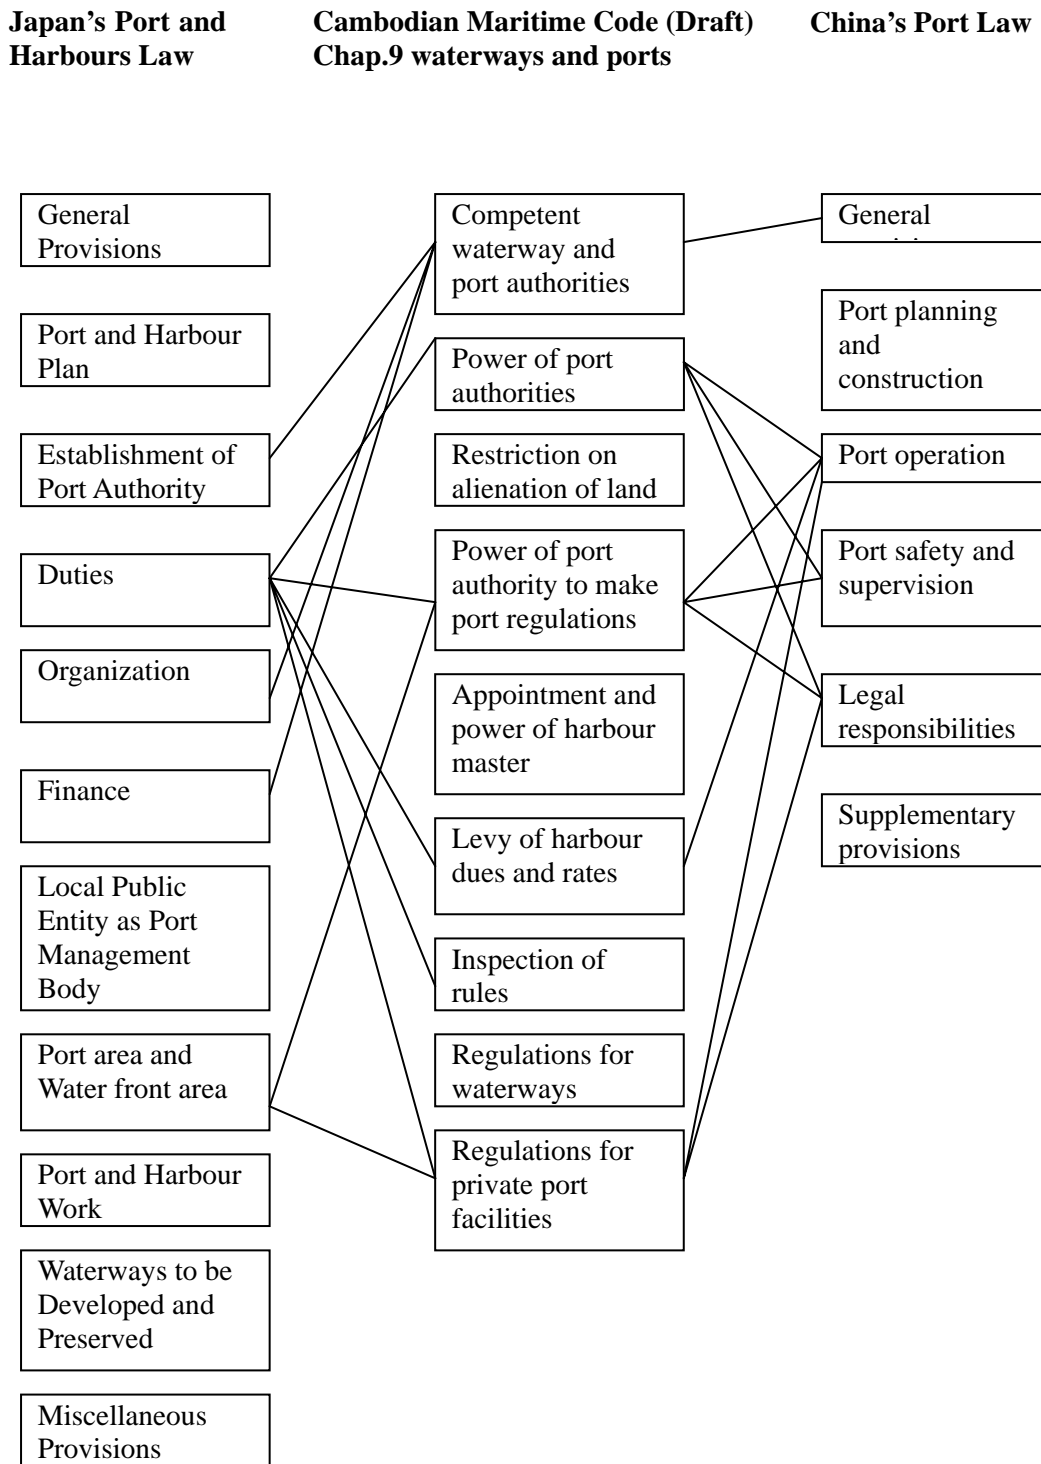 Japan's Port and
Harbours Law
Cambodian Maritime Code (Draft)
Chap.9 waterways and ports
China's Port Law
General
Provisions
Port and Harbour
Plan
Establishment of
Port Authority
Duties
Organization
Finance
Local Public
Entity as Port
Management
Body
Port area and
Water front area
Port and Harbour
Work
Waterways to be
Developed and
Preserved
Miscellaneous
Provisions
Competent
waterway and
port authorities
Power of port
authorities
Restriction on
alienation of land
Power of port
authority to make
port regulations
Appointment and
power of harbour
master
Levy of harbour
dues and rates
Inspection of
rules
Regulations for
waterways
Regulations for
private port
facilities
General
Port planning
and
construction
Port operation
Port safety and
supervision
Legal
responsibilities
Supplementary
provisions